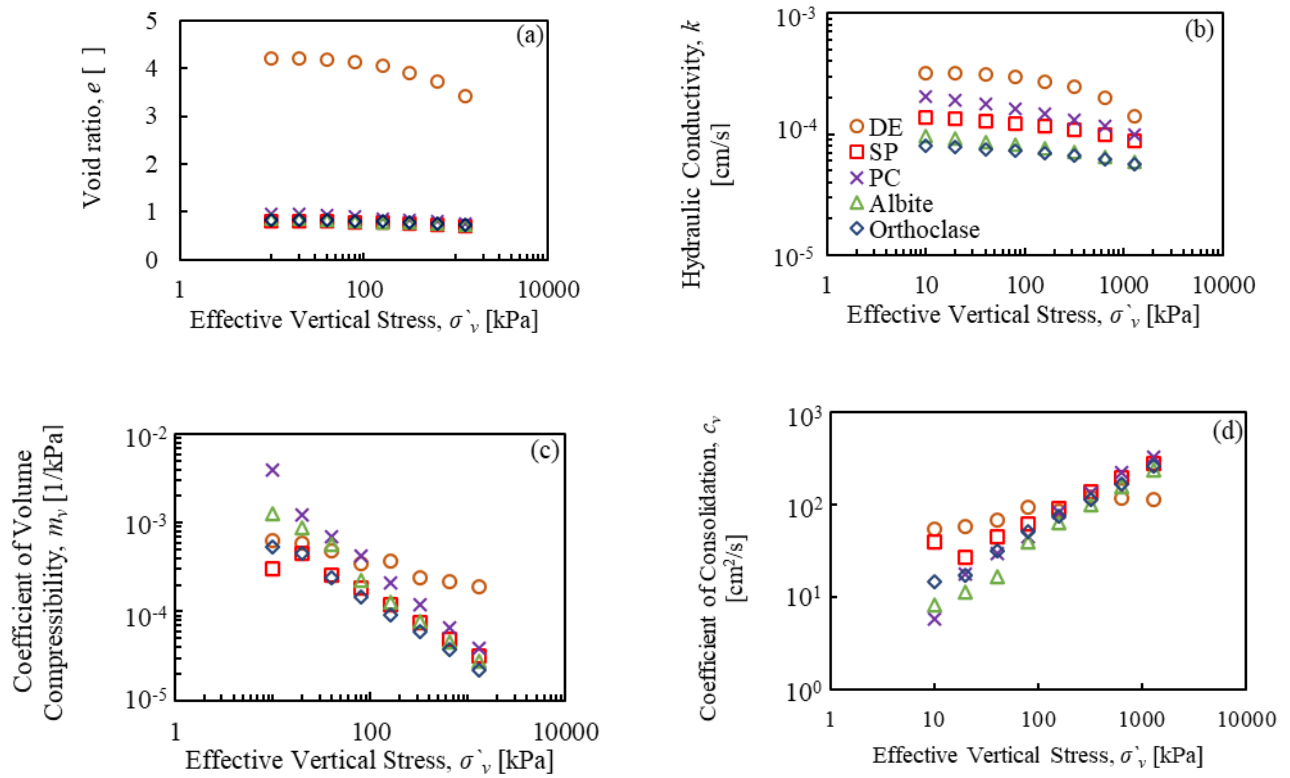 (a)
Void ratio, e [ ]
5
4
3
2
1
0
1
100
10000
Effective Vertical Stress, σ`v [kPa]
(b)
Hydraulic Conductivity, k
[cm/s]
10-3
10-4
10-5
DE
SP
PC
Albite
Orthoclase
1
10
100
1000
10000
Effective Vertical Stress, σ`v [kPa]
(c)
Coefficient of Volume
Compressibility, mv [1/kPa]
10-2
10-3
10-4
10-5
1
100
10000
Effective Vertical Stress, σ`v [kPa]
(d)
Coefficient of Consolidation, cv
[cm2/s]
103
102
101
100
1
10
100
1000
10000
Effective Vertical Stress, σ`v [kPa]